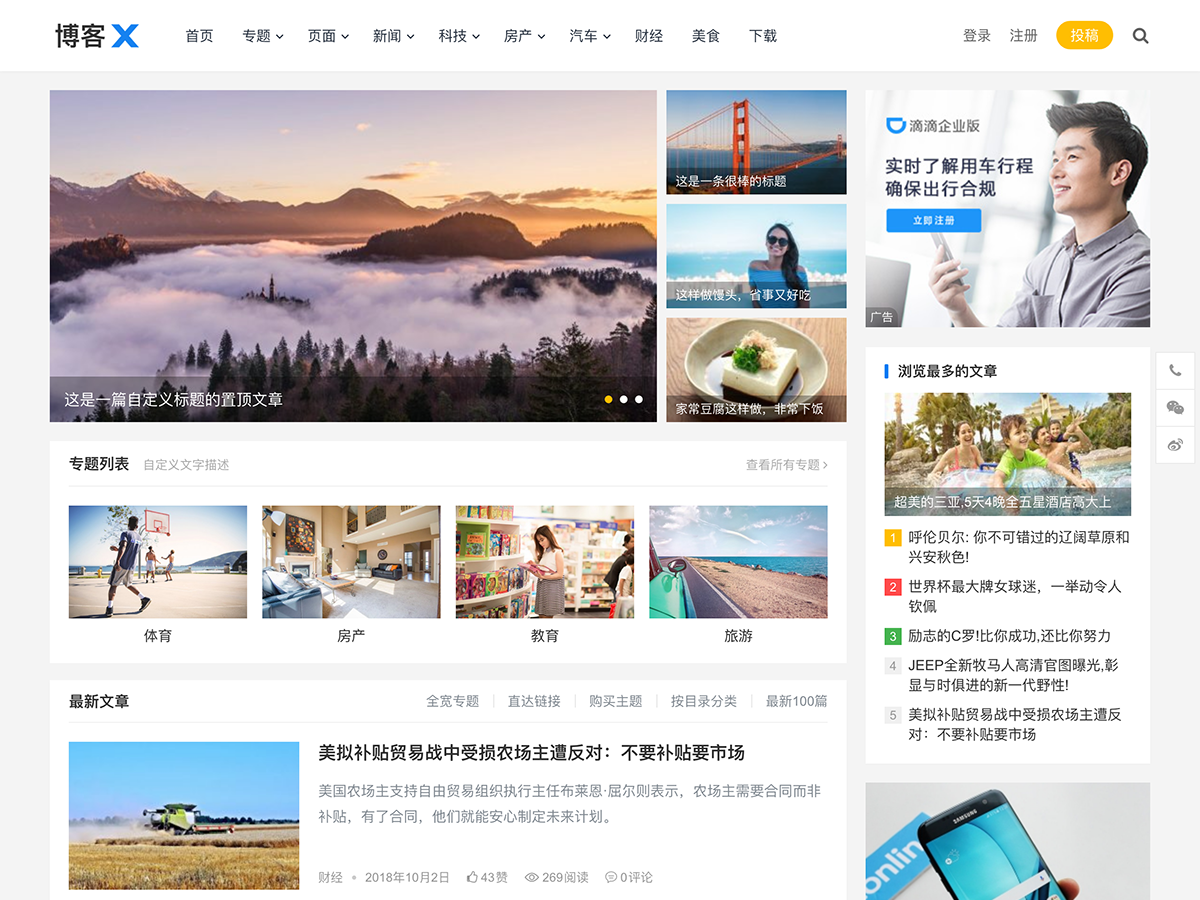 博客 X
首页 专题 页面 新闻 科技 房产 汽车 财经 美食 下载
登录 注册 投稿
这是一篇自定义标题的置顶文章
这是一条很棒的标题
这样做馒头，省事又好吃
家常豆腐这样做，非常下饭
滴滴企业版
实时了解用车行程
确保出行合规
立即注册
广告
专题列表 自定义文字描述 查看所有专题
体育 房产 教育 旅游
最新文章 全宽专题 直达链接 购买主题 按目录分类 最新100篇
美拟补贴贸易战中受损农场主遭反对：不要补贴要市场
美国农场主支持自由贸易组织执行主任布莱恩·屈尔则表示，农场主需要合同而非
补贴，有了合同，他们就能安心制定未来计划。
财经 2018年10月2日 43赞 269阅读 0评论
浏览最多的文章
超美的三亚,5天4晚全五星酒店高大上
1 呼伦贝尔: 你不可错过的辽阔草原和
兴安秋色!
2 世界杯最大牌女球迷，一举动令人
钦佩
3 励志的C罗!比你成功,还比你努力
4 JEEP全新牧马人高清官图曝光,彰
显与时俱进的新一代野性!
5 美拟补贴贸易战中受损农场主遭反
对：不要补贴要市场
SAMSUNG
onlin